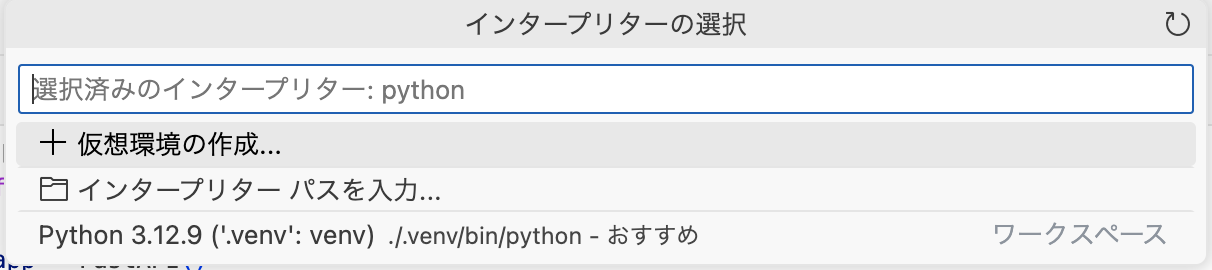 インタープリターの選択
選択済みのインタープリター: python
仮想環境の作成...
インタープリター パスを入力...
Python 3.12.9 ('.venv': venv) ./.venv/bin/python - おすすめ ワークスペース